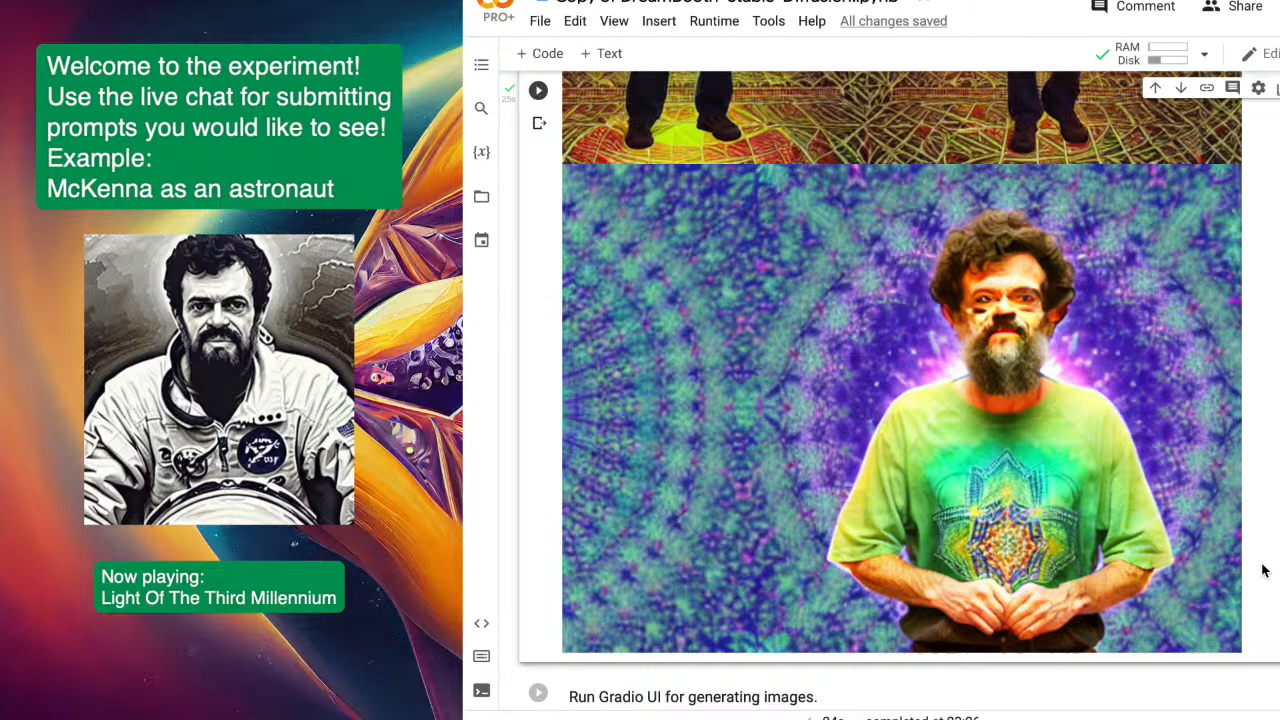 Welcome to the experiment!
Use the live chat for submitting
prompts you would like to see!
Example:
McKenna as an astronaut
Now playing:
Light Of The Third Millennium
PRO+
File Edit View Insert Runtime Tools Help All changes saved
Comment Share
+ Code + Text
RAM
Disk
25s
{x}
Run Gradio UI for generating images.